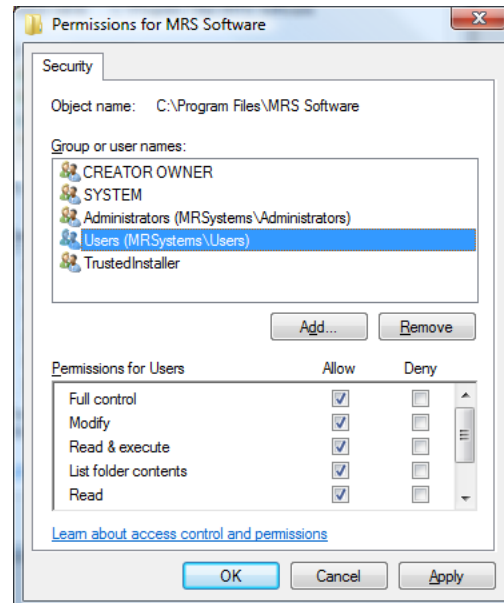 Permissions for MRS Software
Security
Object name: C:\Program Files\MRS Software
Group or user names:
CREATOR OWNER
SYSTEM
Administrators (MRSystems\Administrators)
Users (MRSystems\Users)
TrustedInstaller
Add... Remove
Permissions for Users Allow Deny
Full control
Modify
Read & execute
List folder contents
Read
Learn about access control and permissions
OK Cancel Apply